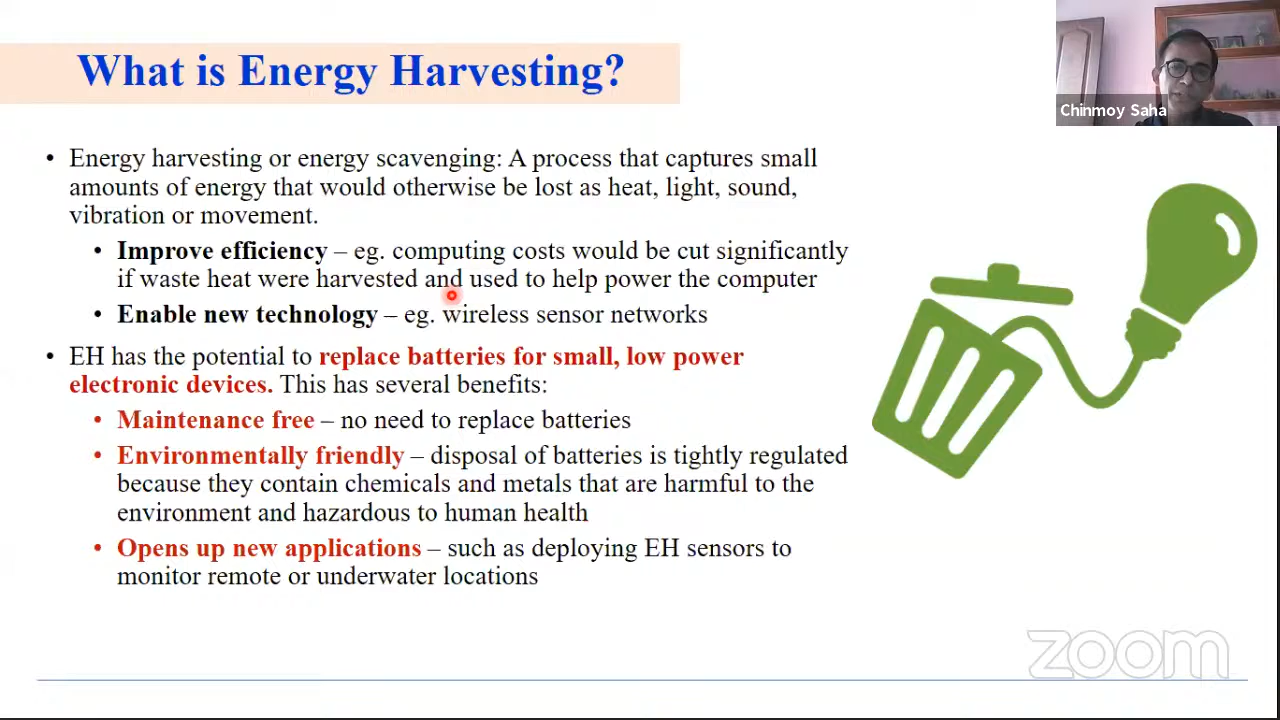 What is Energy Harvesting?
Chinmoy Saha
• Energy harvesting or energy scavenging: A process that captures small
amounts of energy that would otherwise be lost as heat, light, sound,
vibration or movement.
• Improve efficiency – eg. computing costs would be cut significantly
if waste heat were harvested and used to help power the computer
• Enable new technology – eg. wireless sensor networks
• EH has the potential to replace batteries for small, low power
electronic devices. This has several benefits:
• Maintenance free – no need to replace batteries
• Environmentally friendly – disposal of batteries is tightly regulated
because they contain chemicals and metals that are harmful to the
environment and hazardous to human health
• Opens up new applications – such as deploying EH sensors to
monitor remote or underwater locations
zoom